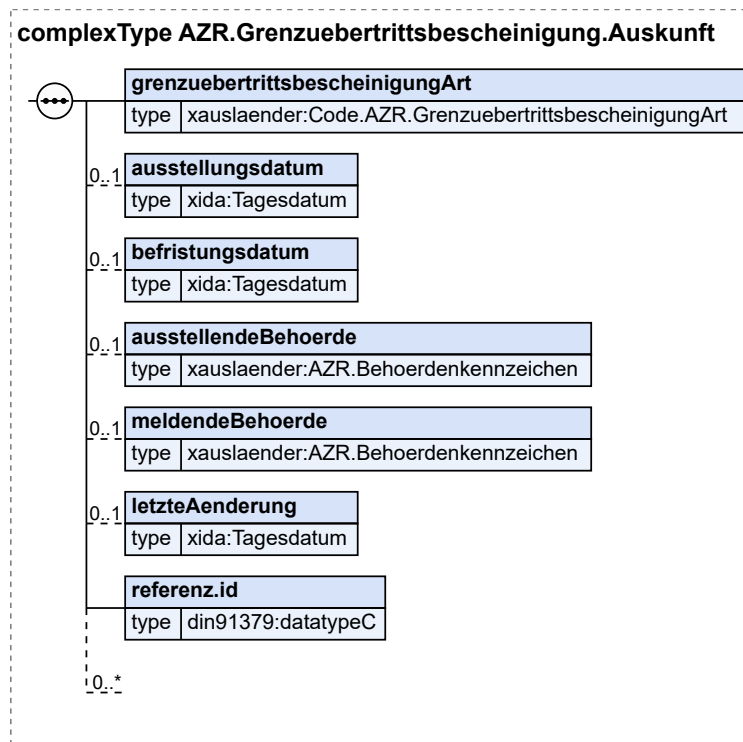 complexType AZR.Grenzuebertrittsbescheinigung.Auskunft
grenzuebertrittsbescheinigungArt
type xauslaender:Code.AZR.GrenzuebertrittsbescheinigungArt
0..1 ausstellungsdatum
type xida:Tagesdatum
0..1 befristungsdatum
type xida:Tagesdatum
0..1 ausstellendeBehoerde
type xauslaender:AZR.Behoerdenkennzeichen
0..1 meldendeBehoerde
type xauslaender:AZR.Behoerdenkennzeichen
0..1 letzteAenderung
type xida:Tagesdatum
referenz.id
type din91379:datatypeC
0..*